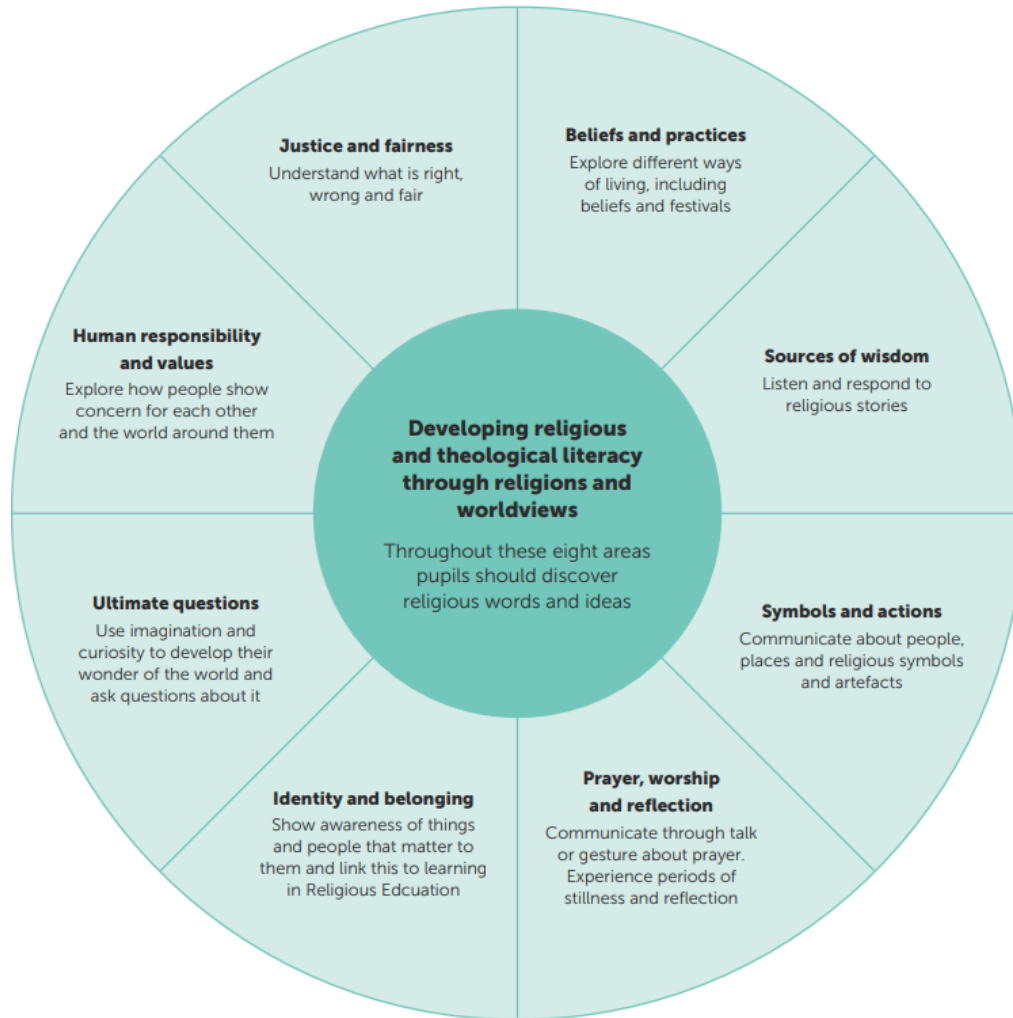 Justice and fairness
Understand what is right,
wrong and fair
Beliefs and practices
Explore different ways
of living, including
beliefs and festivals
Human responsibility
and values
Explore how people show
concern for each other
and the world around them
Sources of wisdom
Listen and respond to
religious stories
Developing religious
and theological literacy
through religions and
worldviews
Throughout these eight areas
pupils should discover
religious words and ideas
Ultimate questions
Use imagination and
curiosity to develop their
wonder of the world and
ask questions about it
Symbols and actions
Communicate about people,
places and religious symbols
and artefacts
Identity and belonging
Show awareness of things
and people that matter to
them and link this to learning
in Religious Edcuation
Prayer, worship
and reflection
Communicate through talk
or gesture about prayer.
Experience periods of
stillness and reflection